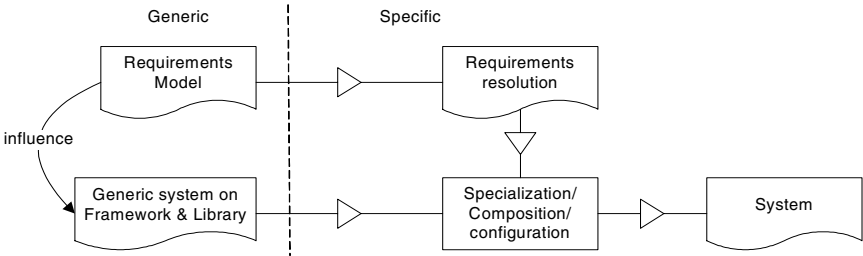 Generic
Specific
Requirements
Model
Requirements
resolution
influence
Generic system on
Framework & Library
Specialization/
Composition/
configuration
System